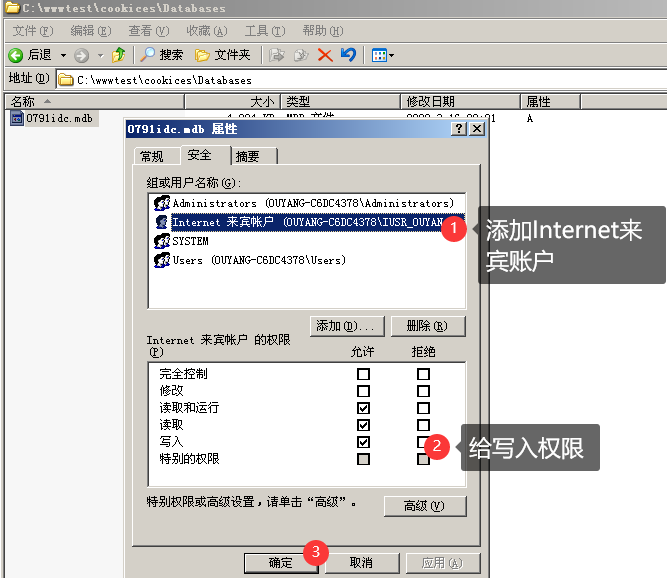 C:\wwwtest\cookices\Databases
文件(F) 编辑(E) 查看(V) 收藏(A) 工具(T) 帮助(H)
后退 搜索 文件夹
地址(D) C:\wwwtest\cookices\Databases
名称 大小 类型 修改日期 属性
0791idc.mdb A
0791idc.mdb 属性
常规 安全 摘要
组或用户名称(G):
Administrators (OUYANG-C6DC4378\Administrators)
Internet 来宾帐户 (OUYANG-C6DC4378\IUSR_OUYAN
1 添加Internet来
宾账户
SYSTEM
Users (OUYANG-C6DC4378\Users)
添加(D)... 删除(R)
Internet 来宾帐户 的权限
(P) 允许 拒绝
完全控制
修改
读取和运行
读取
写入
2 给写入权限
特别的权限
特别权限或高级设置，请单击“高级”。 高级(V)
3
确定 取消 应用(A)